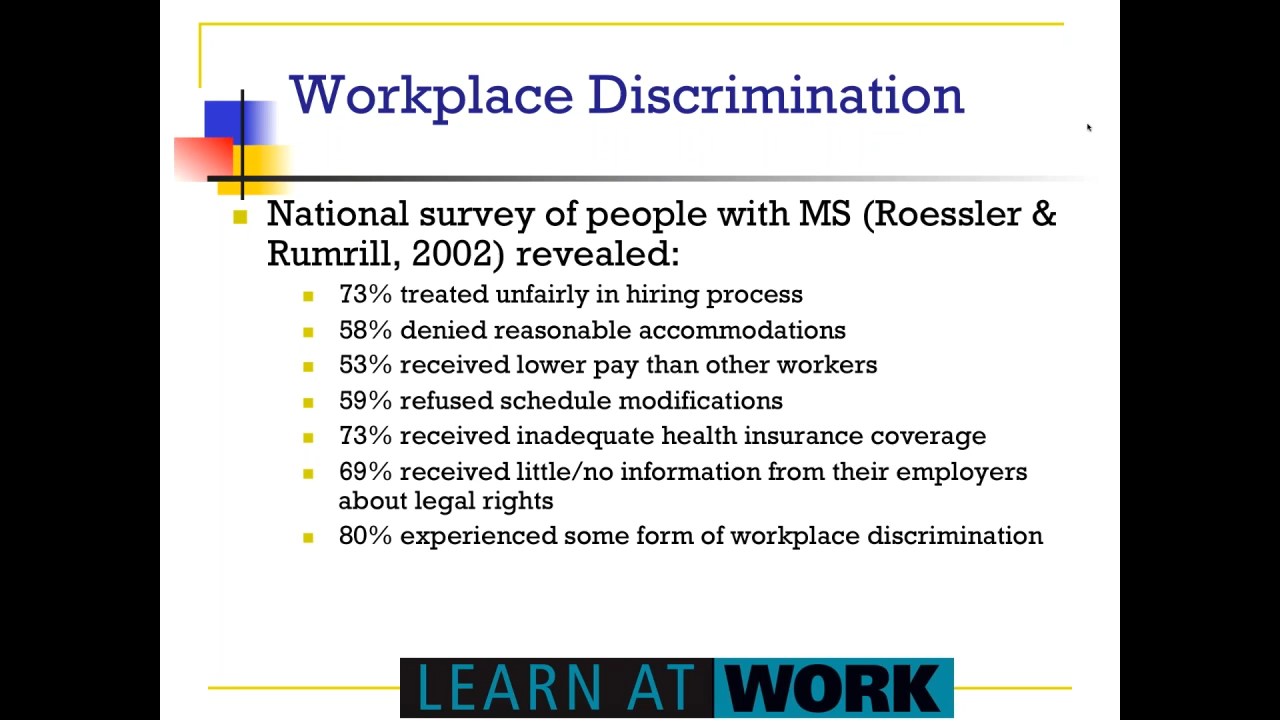 Workplace Discrimination
National survey of people with MS (Roessler &
Rumrill, 2002) revealed:
73% treated unfairly in hiring process
58% denied reasonable accommodations
53% received lower pay than other workers
59% refused schedule modifications
73% received inadequate health insurance coverage
69% received little/no information from their employers
about legal rights
80% experienced some form of workplace discrimination
LEARN AT WORK